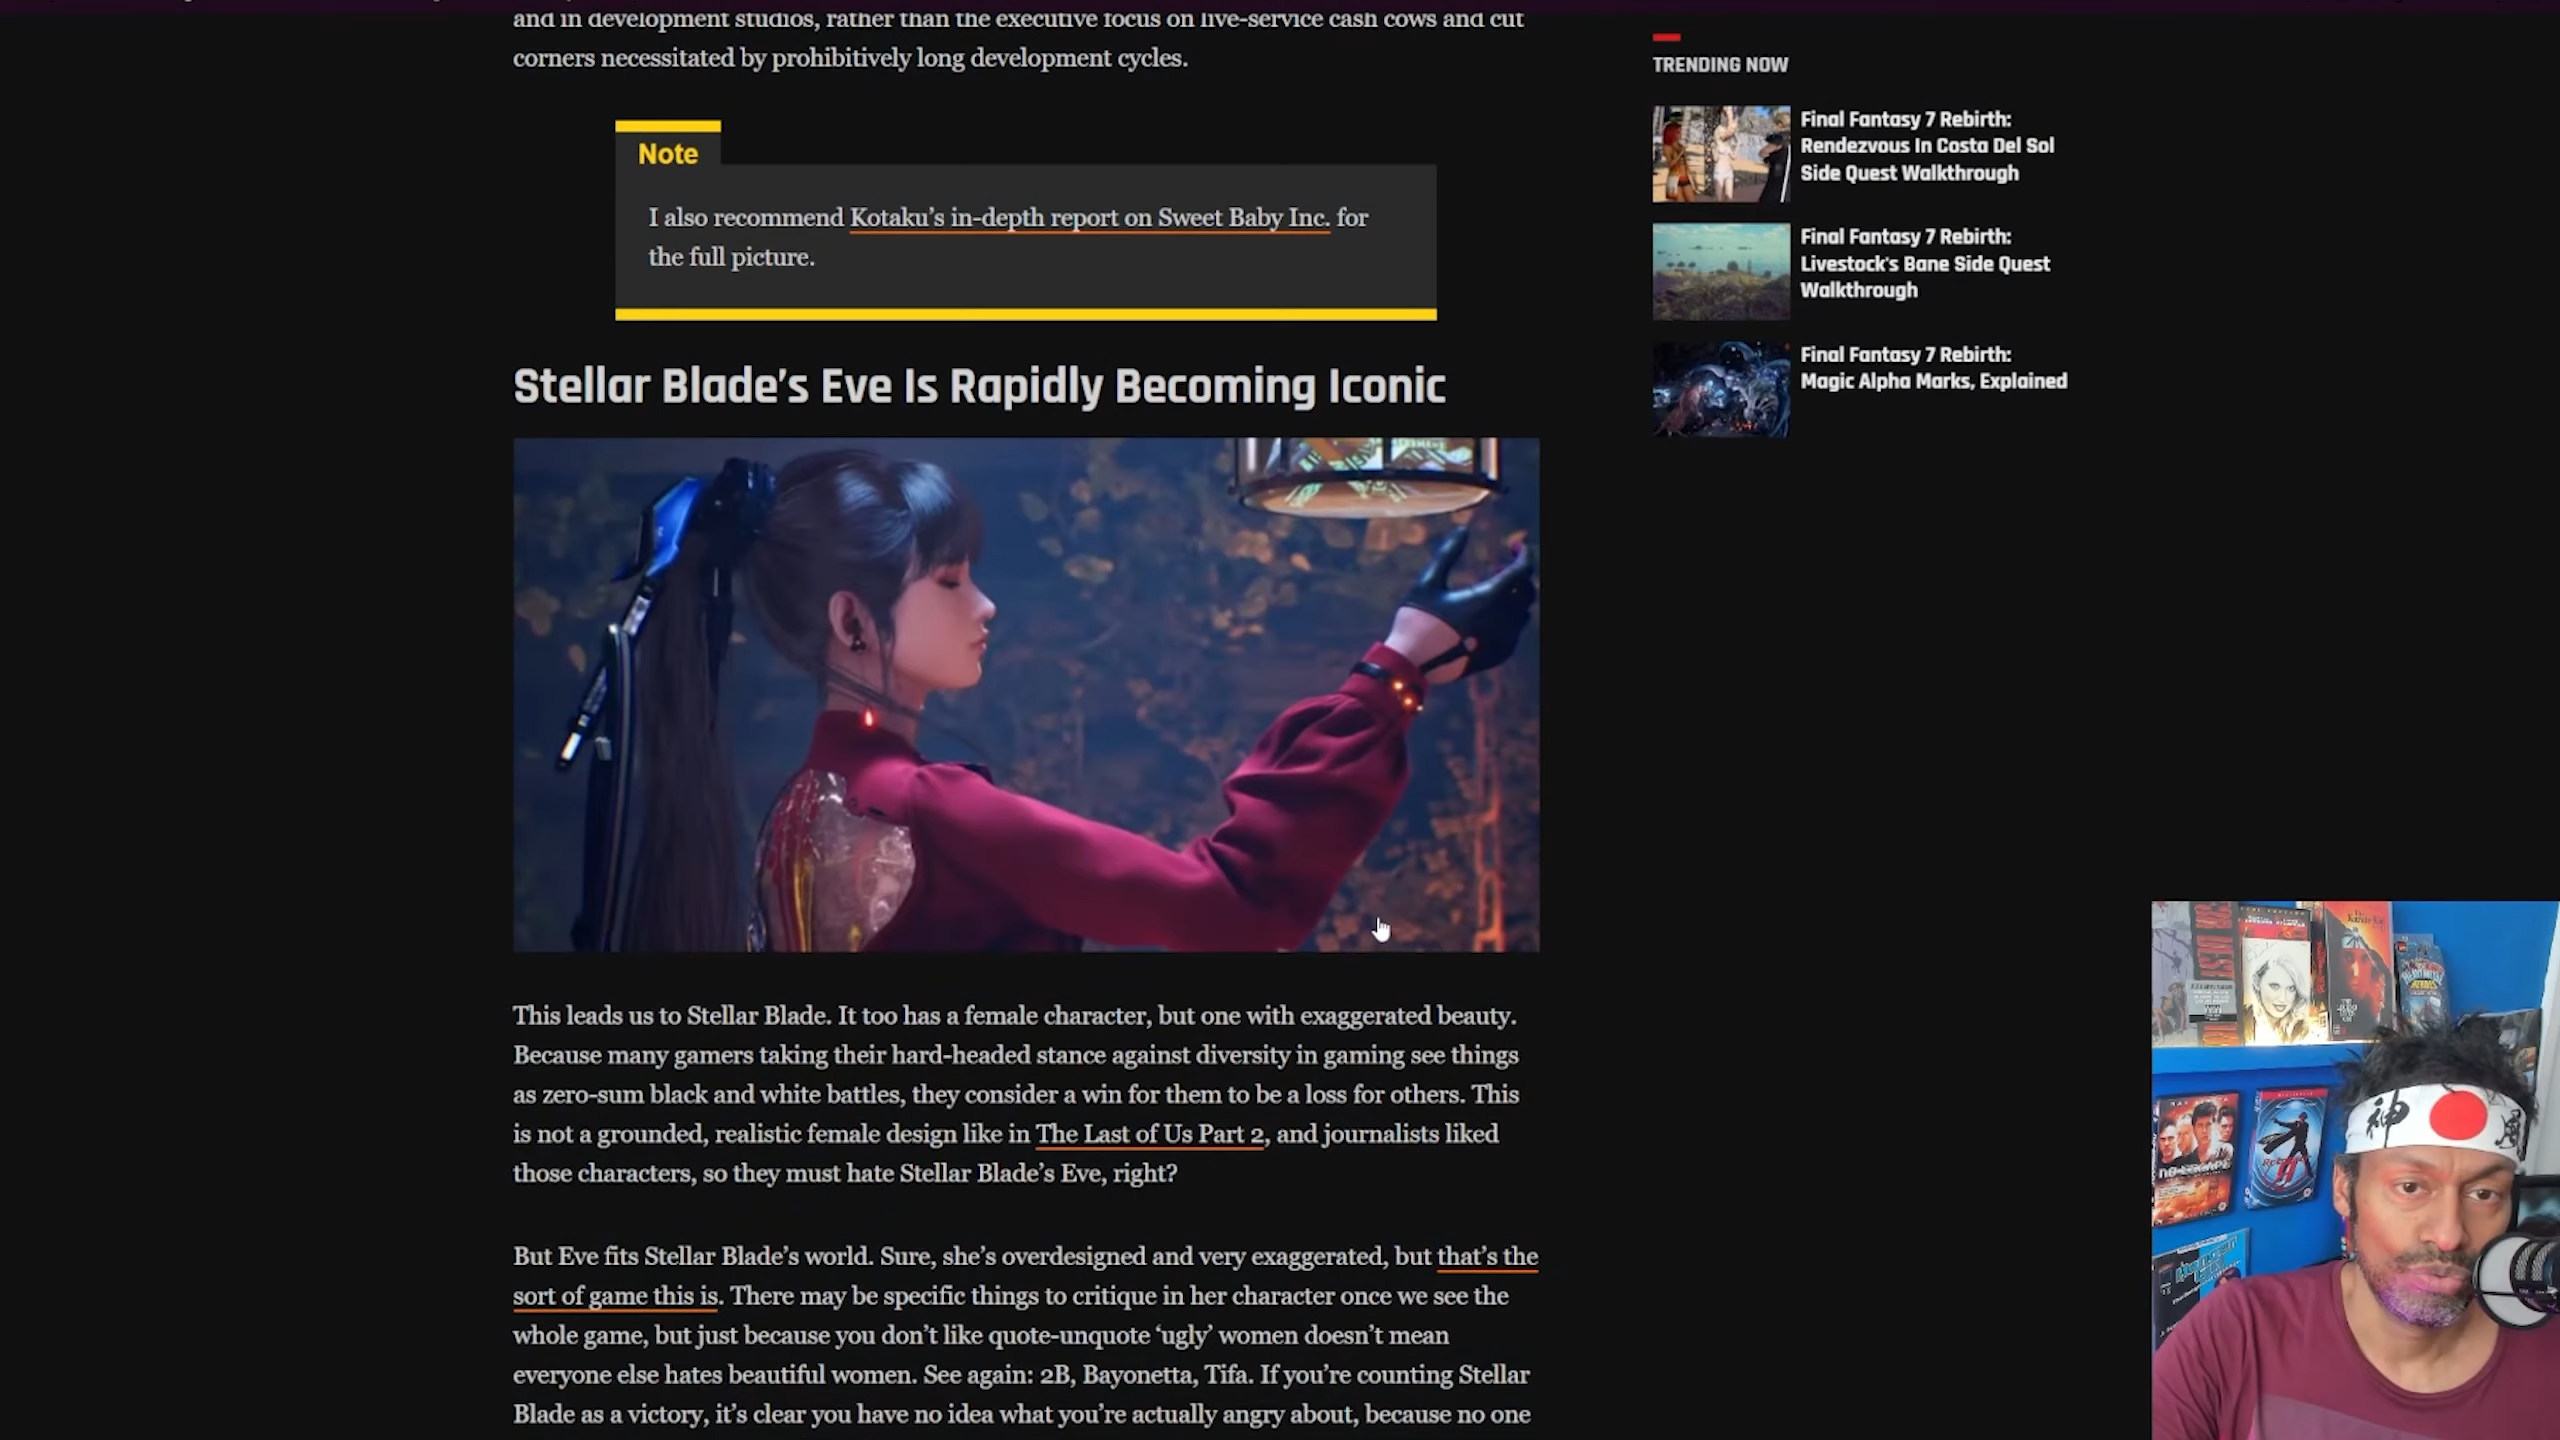 and in development studios, rather than the executive focus on live-service cash cows and cut
corners necessitated by prohibitively long development cycles.
Note
I also recommend Kotaku’s in-depth report on Sweet Baby Inc. for
the full picture.
Stellar Blade’s Eve Is Rapidly Becoming Iconic
This leads us to Stellar Blade. It too has a female character, but one with exaggerated beauty.
Because many gamers taking their hard-headed stance against diversity in gaming see things
as zero-sum black and white battles, they consider a win for them to be a loss for others. This
is not a grounded, realistic female design like in The Last of Us Part 2, and journalists liked
those characters, so they must hate Stellar Blade’s Eve, right?
But Eve fits Stellar Blade’s world. Sure, she’s overdesigned and very exaggerated, but that’s the
sort of game this is. There may be specific things to critique in her character once we see the
whole game, but just because you don’t like quote-unquote ‘ugly’ women doesn’t mean
everyone else hates beautiful women. See again: 2B, Bayonetta, Tifa. If you’re counting Stellar
Blade as a victory, it’s clear you have no idea what you’re actually angry about, because no one
TRENDING NOW
Final Fantasy 7 Rebirth:
Rendezvous In Costa Del Sol
Side Quest Walkthrough
Final Fantasy 7 Rebirth:
Livestock's Bane Side Quest
Walkthrough
Final Fantasy 7 Rebirth:
Magic Alpha Marks, Explained
NO ESCAPE
神